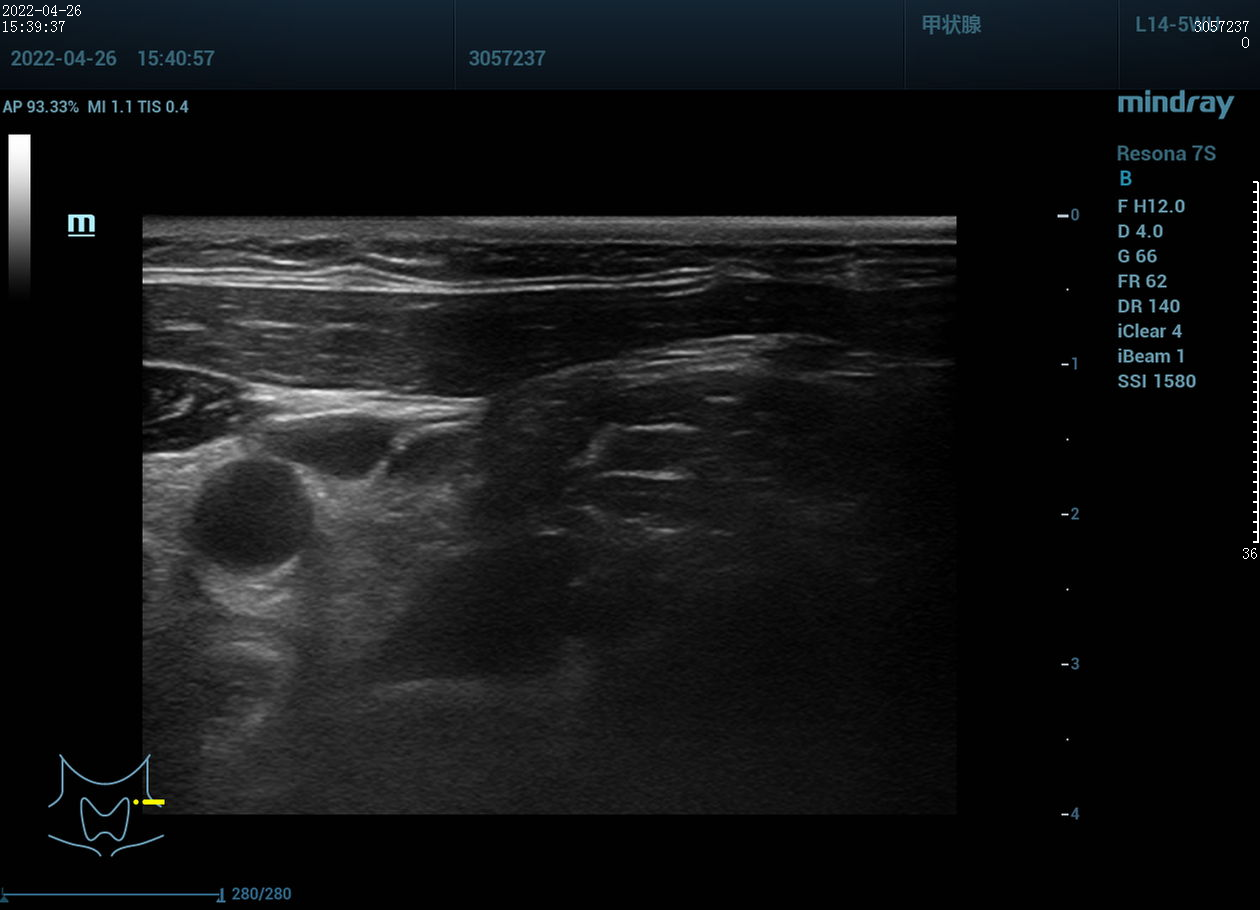 2022-04-26
15:39:37
2022-04-26 15:40:57
3057237
甲状腺
3057237
0
AP 93.33% MI 1.1 TIS 0.4
mindray
Resona 7S
B
F H12.0
D 4.0
G 66
FR 62
DR 140
iClear 4
iBeam 1
SSI 1580
m
0
1
2
3
4
36
280/280